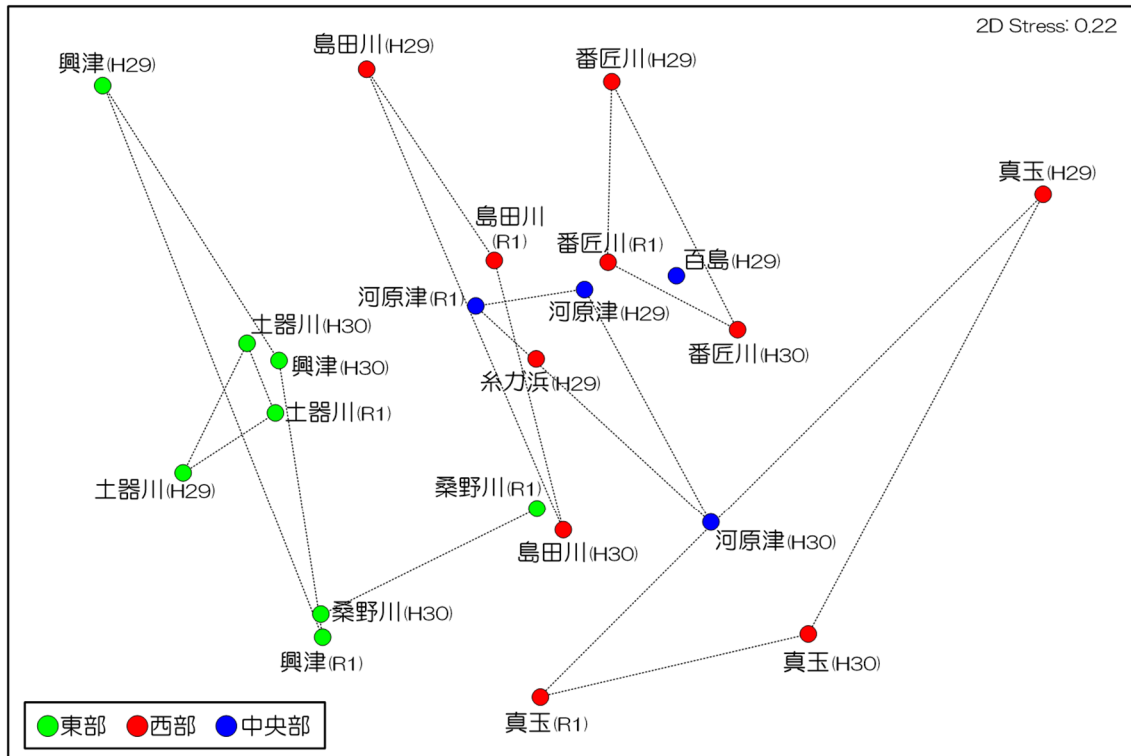 2D Stress: 0.22
島田川(H29)
番匠川(H29)
興津(H29)
真玉(H29)
島田川
(R1)
番匠川(R1)
百島(H29)
河原津(R1)
河原津(H29)
土器川(H30)
番匠川(H30)
興津(H30)
糸力浜(H29)
土器川(R1)
土器川(H29)
桑野川(R1)
河原津(H30)
島田川(H30)
桑野川(H30)
興津(R1)
真玉(H30)
真玉(R1)
東部 西部 中央部